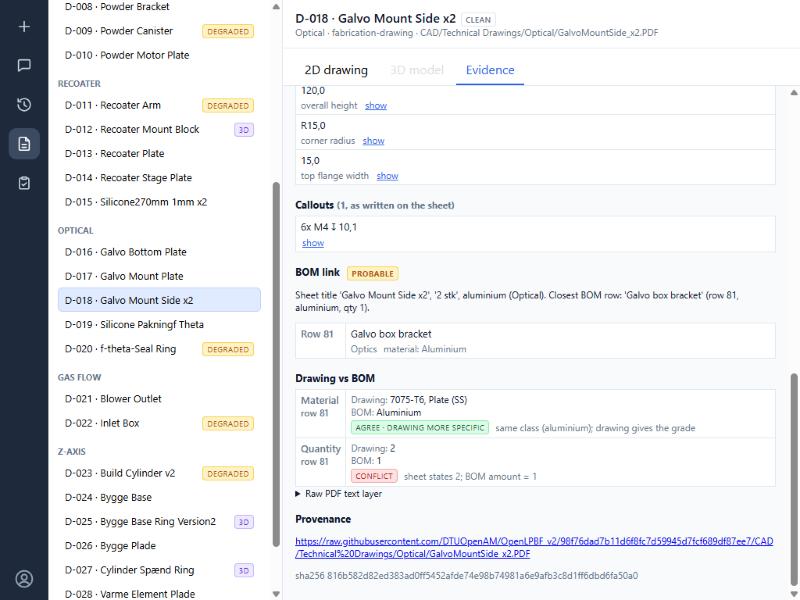 D-008 · Powder Bracket
D-009 · Powder Canister DEGRADED
D-010 · Powder Motor Plate
RECOATER
D-011 · Recoater Arm DEGRADED
D-012 · Recoater Mount Block 3D
D-013 · Recoater Plate
D-014 · Recoater Stage Plate
D-015 · Silicone270mm 1mm x2
OPTICAL
D-016 · Galvo Bottom Plate
D-017 · Galvo Mount Plate
D-018 · Galvo Mount Side x2
D-019 · Silicone Pakningf Theta
D-020 · f-theta-Seal Ring DEGRADED
GAS FLOW
D-021 · Blower Outlet
D-022 · Inlet Box DEGRADED
Z-AXIS
D-023 · Build Cylinder v2 DEGRADED
D-024 · Bygge Base
D-025 · Bygge Base Ring Version2 3D
D-026 · Bygge Plade
D-027 · Cylinder Spænd Ring 3D
D-028 · Varme Element Plade
D-018 · Galvo Mount Side x2 CLEAN
Optical · fabrication-drawing · CAD/Technical Drawings/Optical/GalvoMountSide_x2.PDF
2D drawing 3D model Evidence
120,0
overall height show
R15,0
corner radius show
15,0
top flange width show
Callouts (1, as written on the sheet)
6x M4 ↧ 10,1
show
BOM link PROBABLE
Sheet title 'Galvo Mount Side x2', '2 stk', aluminium (Optical). Closest BOM row: 'Galvo box bracket' (row 81,
aluminium, qty 1).
Row 81 Galvo box bracket
Optics material: Aluminium
Drawing vs BOM
Material Drawing: 7075-T6, Plate (SS)
row 81 BOM: Aluminium
AGREE · DRAWING MORE SPECIFIC same class (aluminium); drawing gives the grade
Quantity Drawing: 2
row 81 BOM: 1
CONFLICT sheet states 2; BOM amount = 1
▶ Raw PDF text layer
Provenance
https://raw.githubusercontent.com/DTUOpenAM/OpenLPBF_v2/98f76dad7b11d6f8fc7d59945d7fcf689df87ee7/CAD
/Technical%20Drawings/Optical/GalvoMountSide_x2.PDF
sha256 816b582d82ed383ad0ff5452afde74e98b74981a6e9afb3c8d1ff6dbd6fa50a0